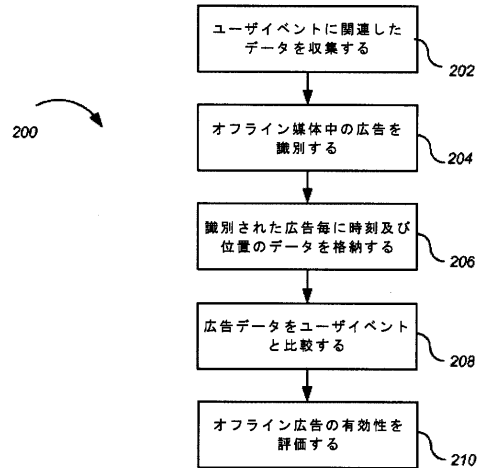 ユーザイベントに関連した
データを収集する
202
200
オフライン媒体中の広告を
識別する
204
識別された広告毎に時刻及び
位置のデータを格納する
206
広告データをユーザイベント
と比較する
208
オフライン広告の有効性を
評価する
210